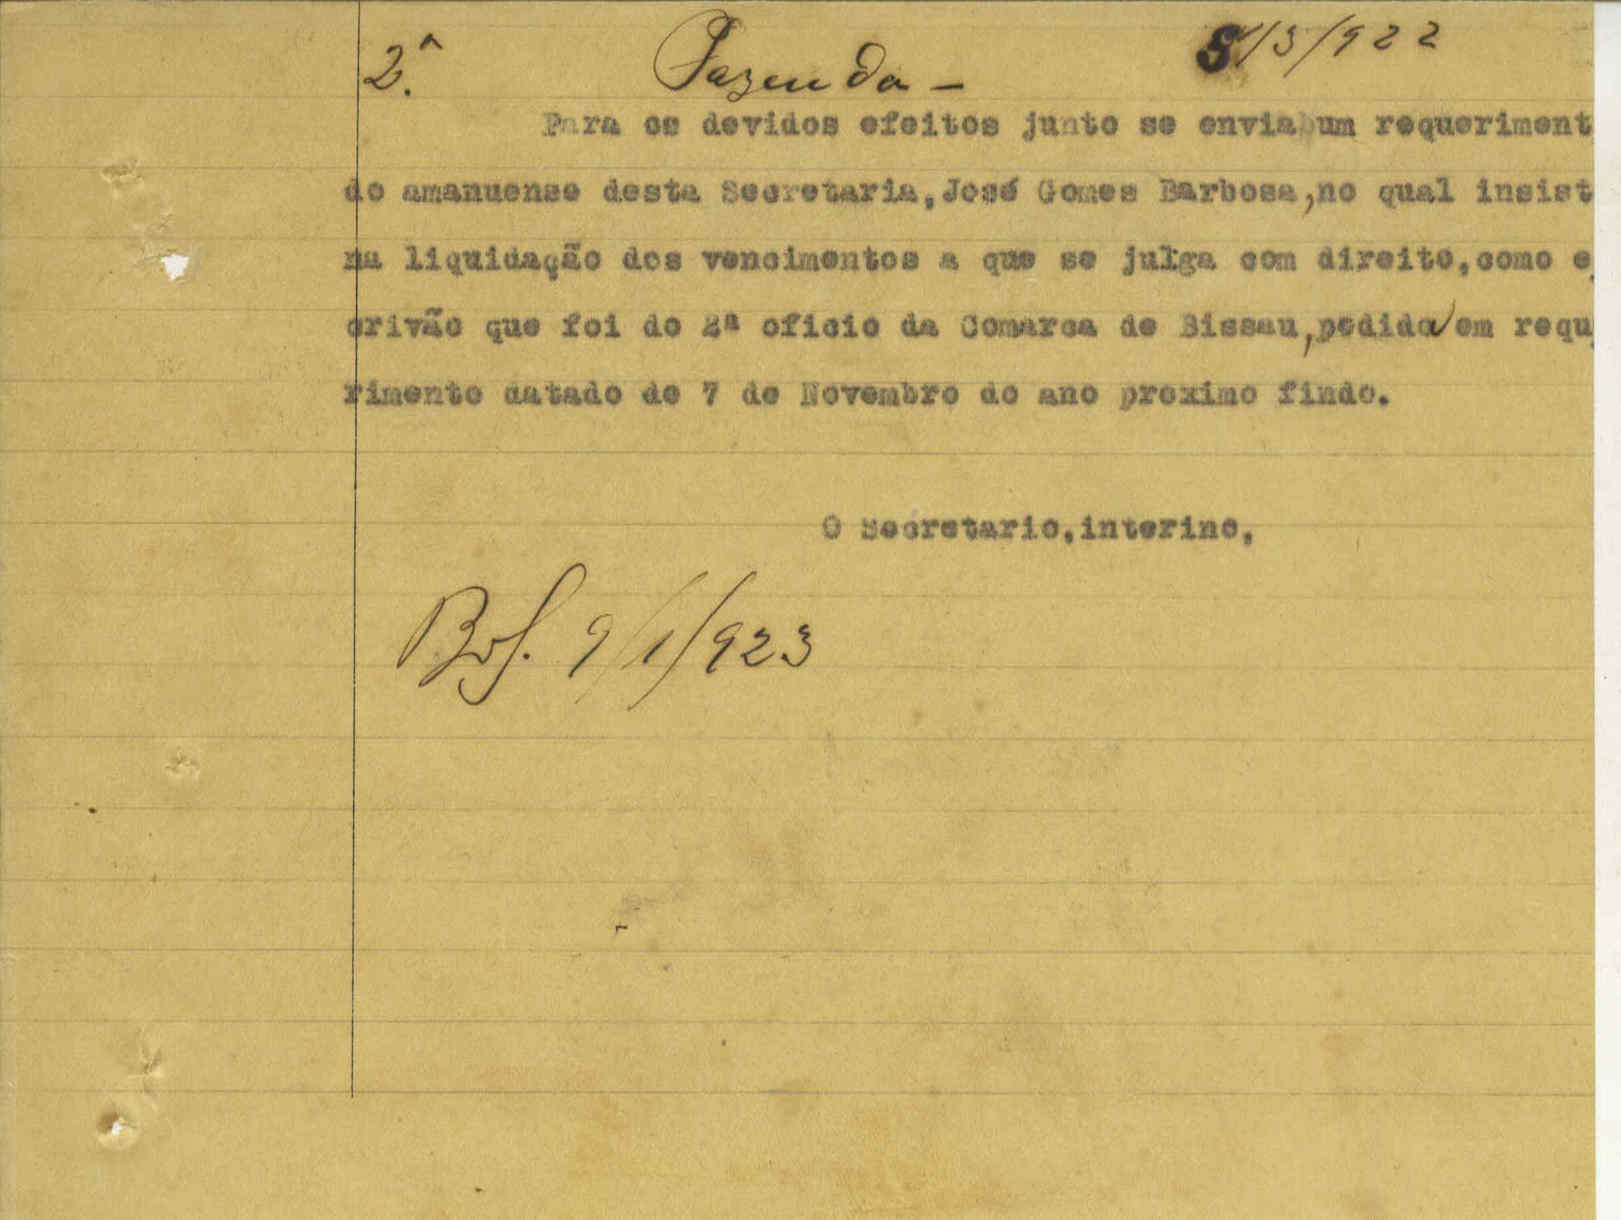 2.ª Fazenda - 5/3/922
Para os devidos efeitos junto se envia um requeriment
do amanuense desta Secretaria, José Gomes Barbosa, no qual insist
na liquidação dos vencimentos a que se julga com direito, como e
crivão que foi do 2ª oficio da Comarca de Bissau, pedida em requ
rimento datado de 7 de Novembro do ano proximo findo.
O Secretario, interino,
9/1/923